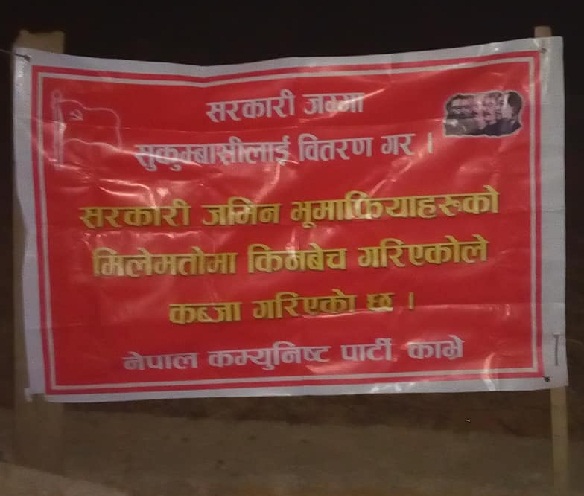 सरकारी जग्गा
सुकुम्बासीलाई वितरण गर ।
सरकारी जमिन भूमाफियाहरुको
मिलेमतोमा किनबेच गरिएकोले
कब्जा गरिएको छ ।
नेपाल कम्युनिष्ट पार्टी, काभ्रे